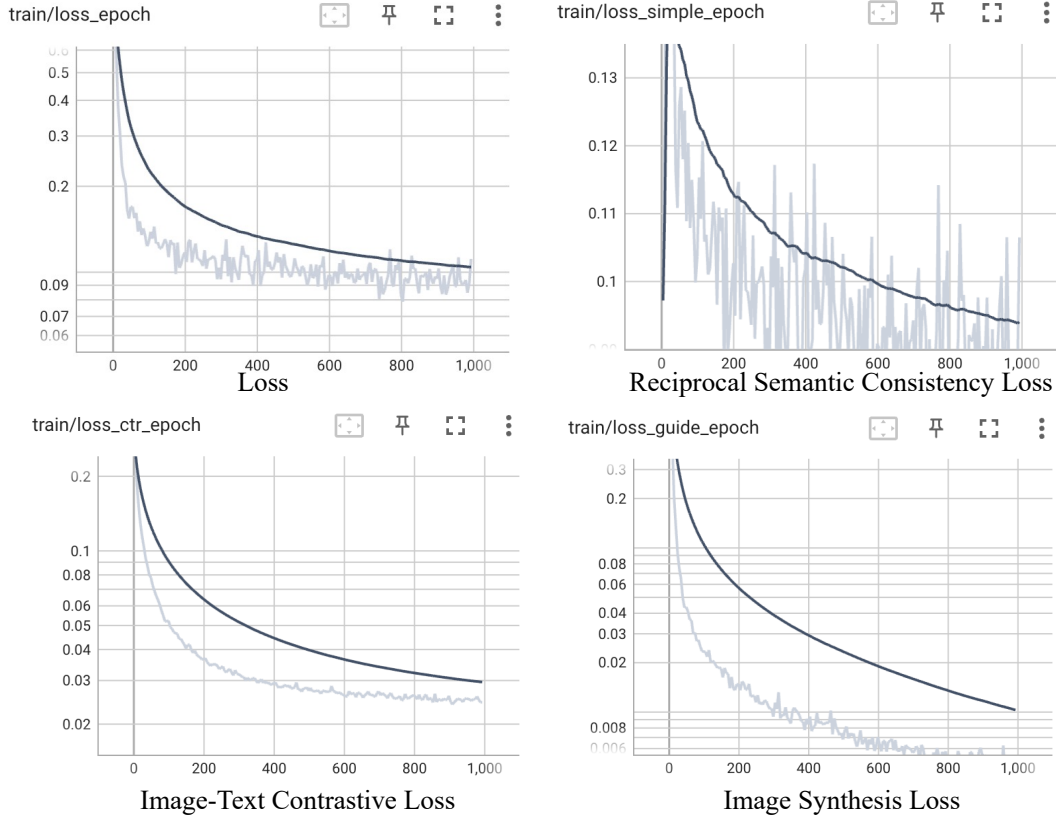 train/loss_epoch
0.6
0.5
0.4
0.3
0.2
0.09
0.07
0.06
0 200 400 600 800 1,000
Loss
train/loss_simple_epoch
0.13
0.12
0.11
0.1
0.09
0 200 400 600 800 1,000
Reciprocal Semantic Consistency Loss
train/loss_ctr_epoch
0.2
0.1
0.08
0.06
0.05
0.04
0.03
0.02
0 200 400 600 800 1,000
Image-Text Contrastive Loss
train/loss_guide_epoch
0.3
0.2
0.08
0.06
0.04
0.03
0.02
0.008
0.006
0 200 400 600 800 1,000
Image Synthesis Loss